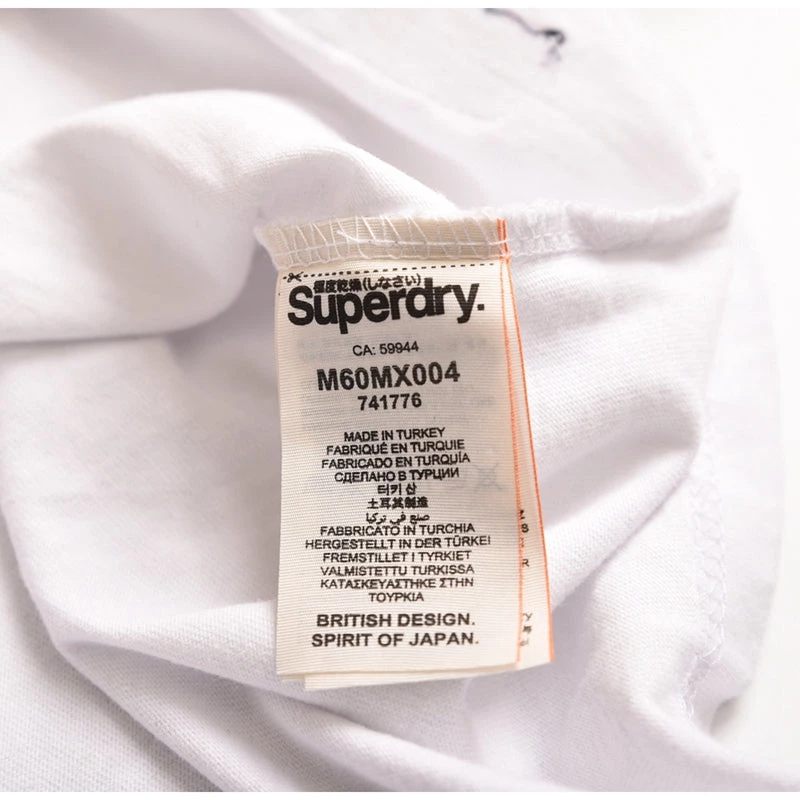 極度乾燥(しなさい)
Superdry.
CA: 59944
M60MX004
741776
MADE IN TURKEY
FABRIQUÉ EN TURQUIE
FABRICADO EN TURQUÍA
СДЕЛАНО В ТУРЦИИ
터키 산
土耳其制造
صنع في تركيا
FABBRICATO IN TURCHIA
HERGESTELLT IN DER TÜRKEI
FREMSTILLET I TYRKIET
VALMISTETTU TURKISSA
ΚΑΤΑΣΚΕΥΑΣΤΗΚΕ ΣΤΗΝ
ΤΟΥΡΚΙΑ
BRITISH DESIGN.
SPIRIT OF JAPAN.